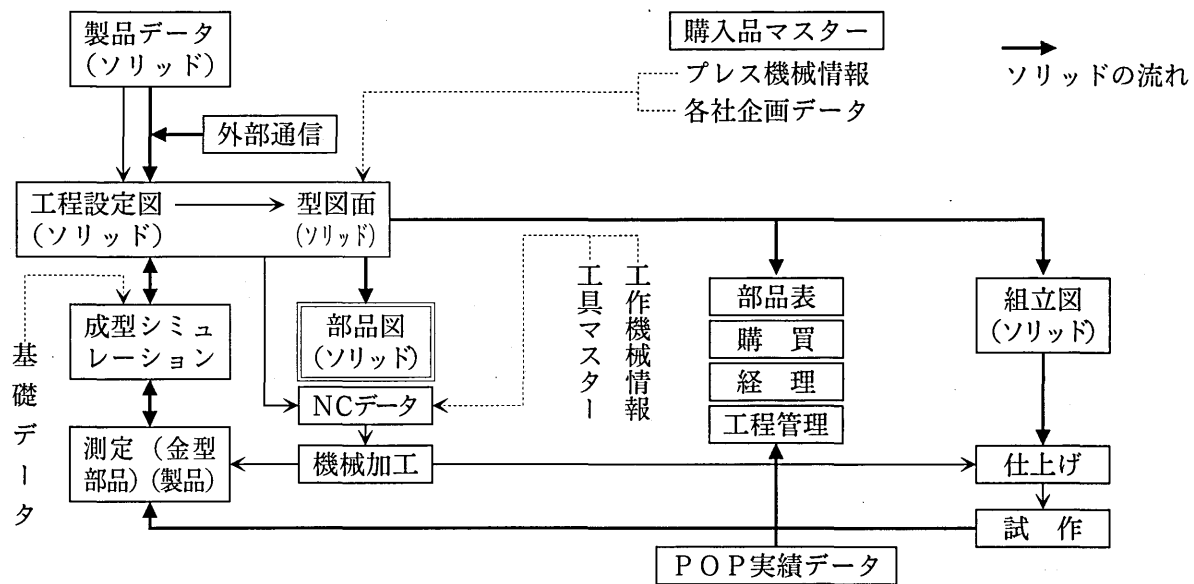 製品データ
(ソリッド)
購入品マスター
プレス機械情報
各社企画データ
ソリッドの流れ
外部通信
工程設定図
(ソリッド)
型図面
(ソリッド)
基礎データ
成型シミュ
レーション
部品図
(ソリッド)
工具マスター
工作機械情報
部品表
購買
経理
工程管理
組立図
(ソリッド)
NCデータ
機械加工
測定(金型
部品)(製品)
仕上げ
試作
POP実績データ